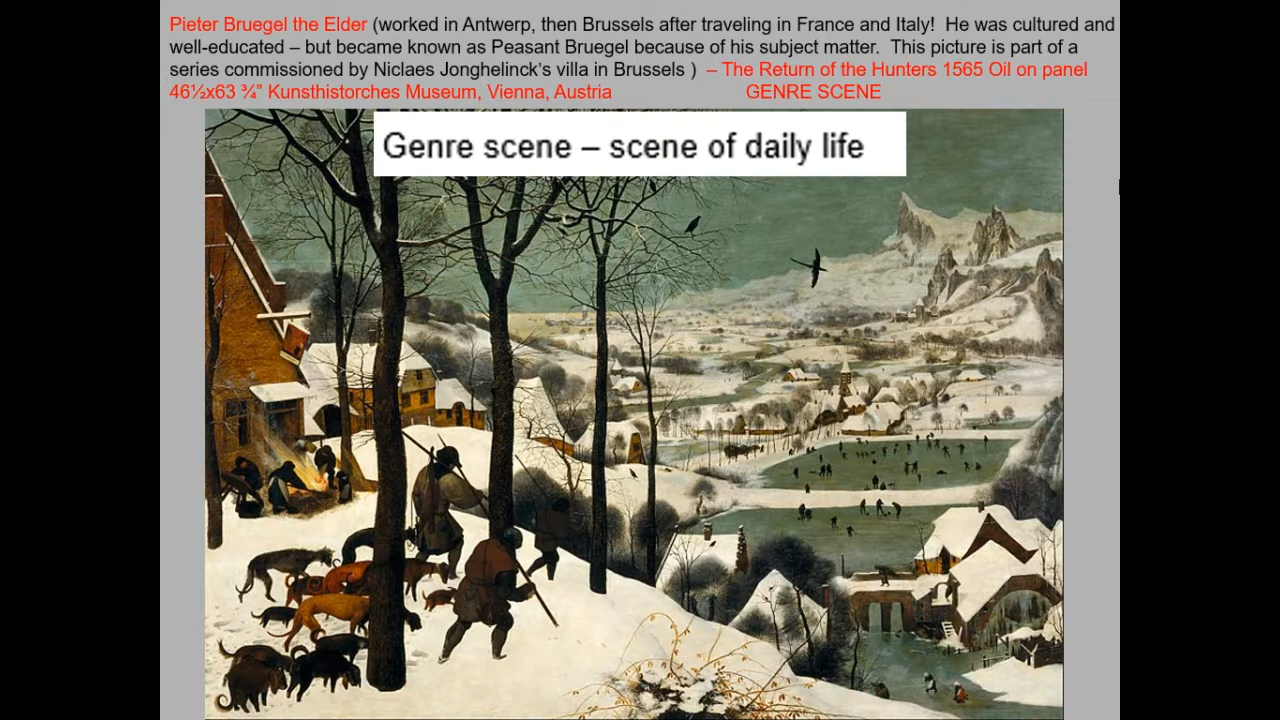 Pieter Bruegel the Elder (worked in Antwerp, then Brussels after traveling in France and Italy!  He was cultured and
well-educated – but became known as Peasant Bruegel because of his subject matter.  This picture is part of a
series commissioned by Niclaes Jonghelinck's villa in Brussels )  – The Return of the Hunters 1565 Oil on panel
46½x63 ¾" Kunsthistorches Museum, Vienna, Austria GENRE SCENE
Genre scene – scene of daily life